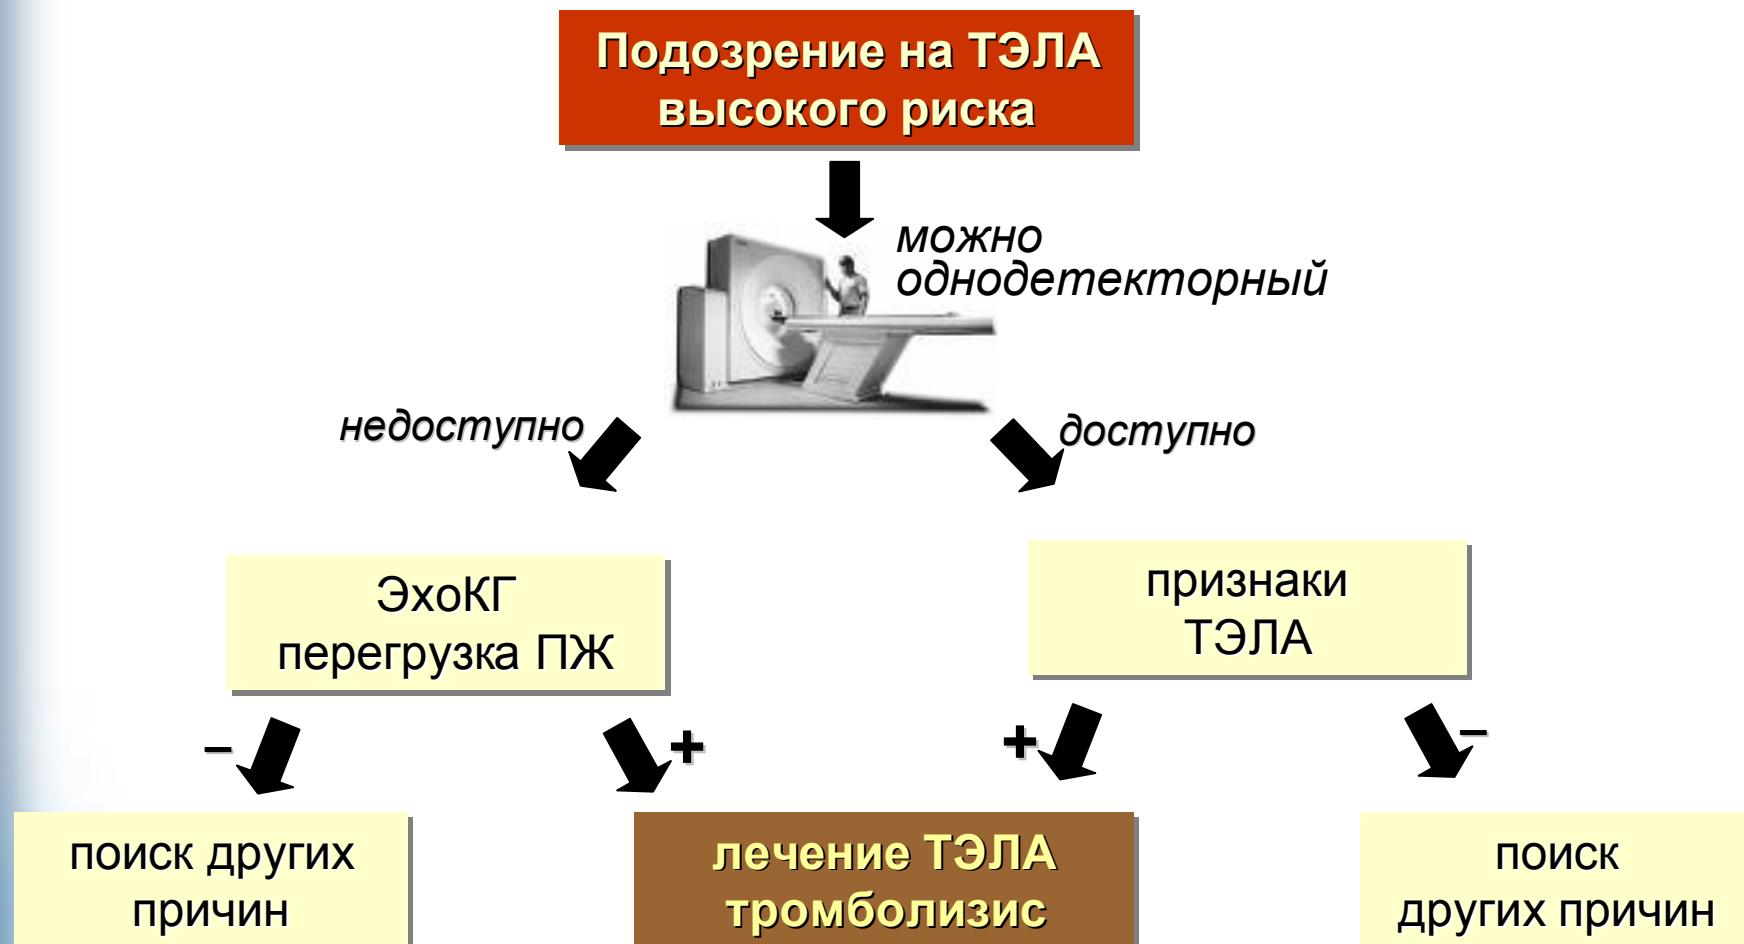 Подозрение на ТЭЛА
высокого риска
можно
однодетекторный
недоступно
доступно
ЭхоКГ
перегрузка ПЖ
признаки
ТЭЛА
–
+
+
–
поиск других
причин
лечение ТЭЛА
тромболизис
поиск
других причин